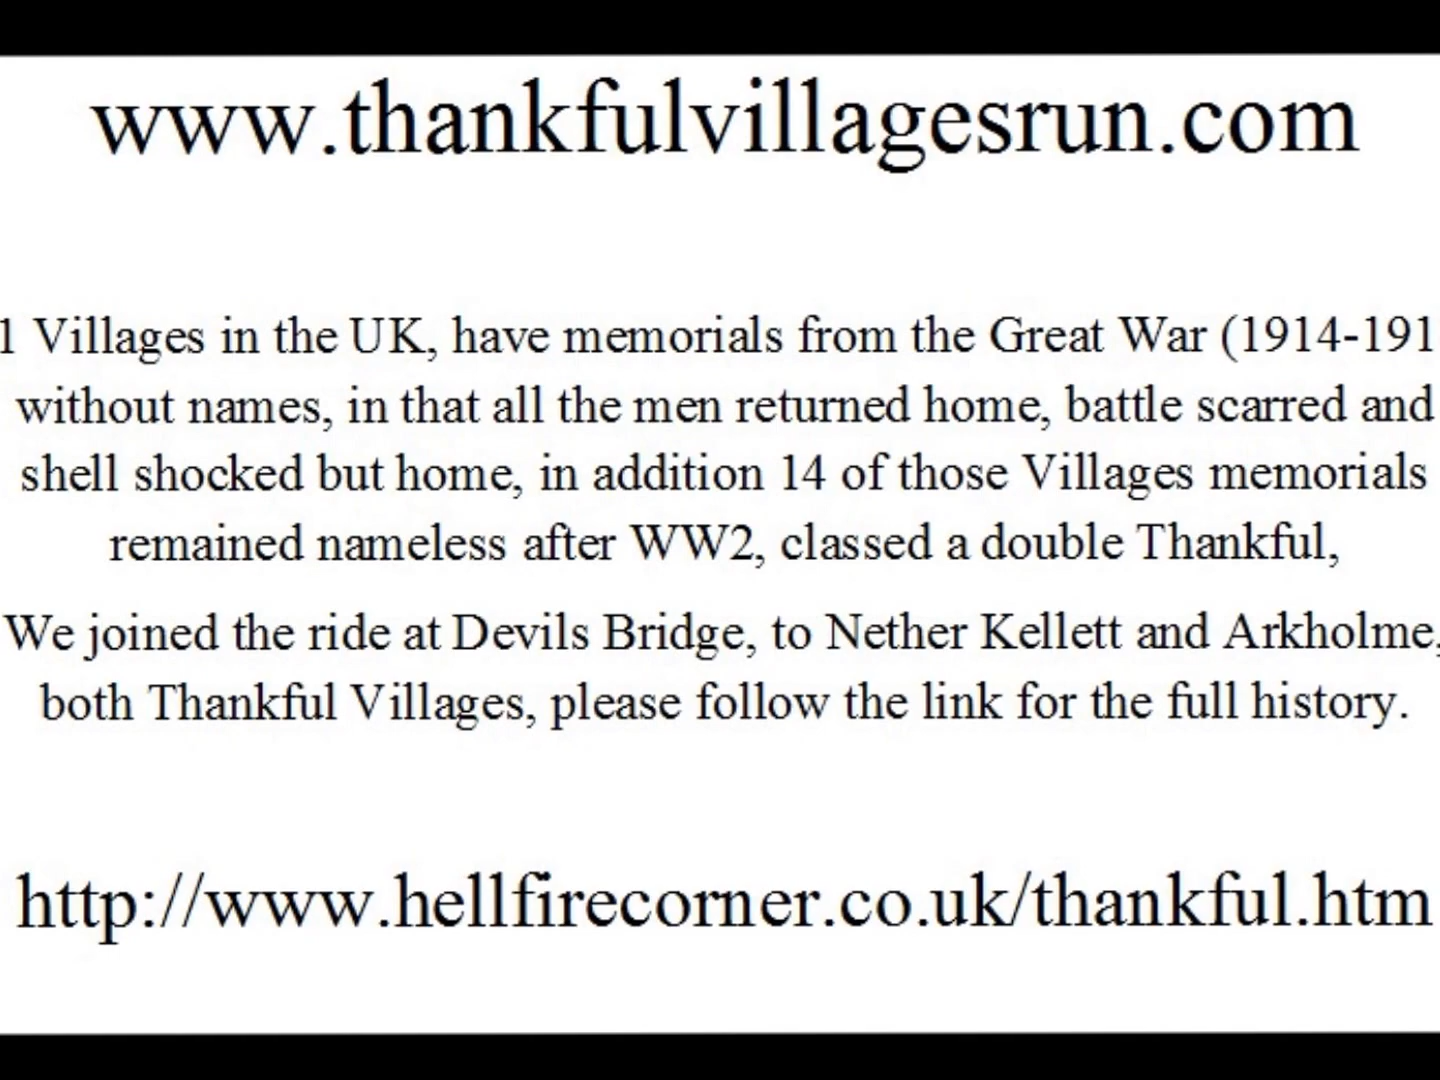 www.thankfulvillagesrun.com
1 Villages in the UK, have memorials from the Great War (1914-191
without names, in that all the men returned home, battle scarred and
shell shocked but home, in addition 14 of those Villages memorials
remained nameless after WW2, classed a double Thankful,
We joined the ride at Devils Bridge, to Nether Kellett and Arkholme,
both Thankful Villages, please follow the link for the full history.
http://www.hellfirecorner.co.uk/thankful.htm